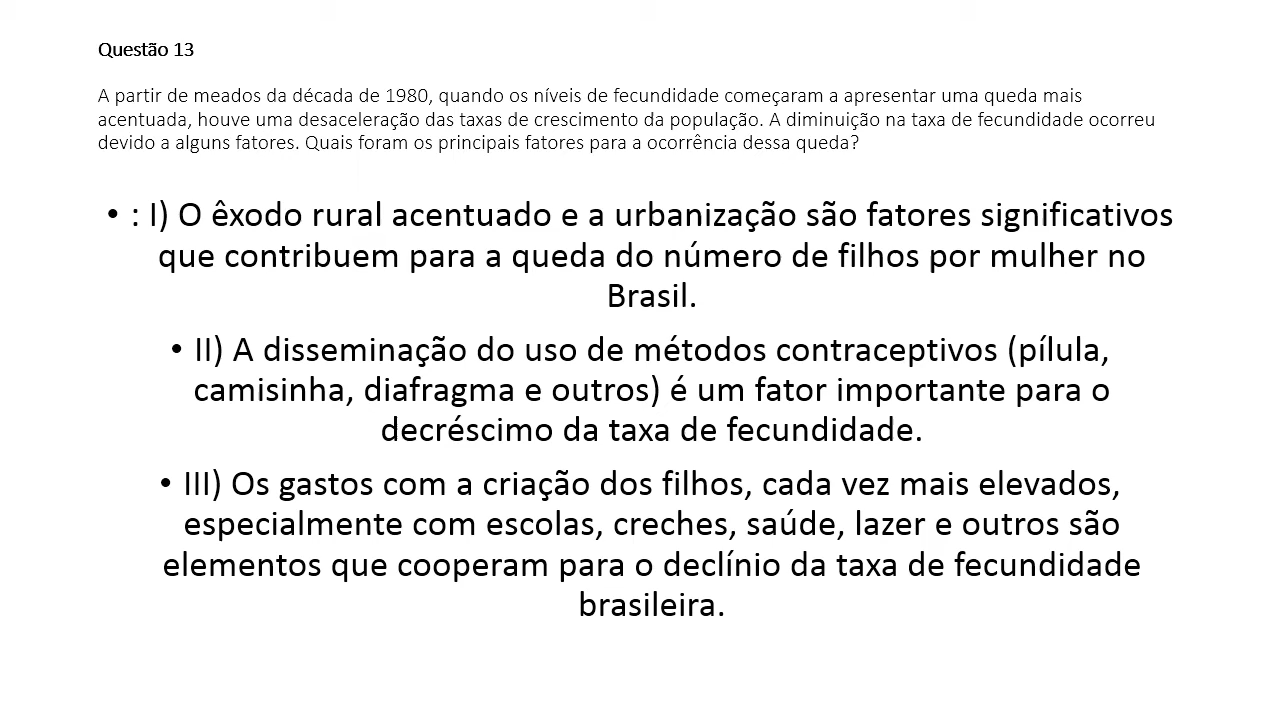 Questão 13
A partir de meados da década de 1980, quando os níveis de fecundidade começaram a apresentar uma queda mais
acentuada, houve uma desaceleração das taxas de crescimento da população. A diminuição na taxa de fecundidade ocorreu
devido a alguns fatores. Quais foram os principais fatores para a ocorrência dessa queda?
• : I) O êxodo rural acentuado e a urbanização são fatores significativos
que contribuem para a queda do número de filhos por mulher no
Brasil.
• II) A disseminação do uso de métodos contraceptivos (pílula,
camisinha, diafragma e outros) é um fator importante para o
decréscimo da taxa de fecundidade.
• III) Os gastos com a criação dos filhos, cada vez mais elevados,
especialmente com escolas, creches, saúde, lazer e outros são
elementos que cooperam para o declínio da taxa de fecundidade
brasileira.